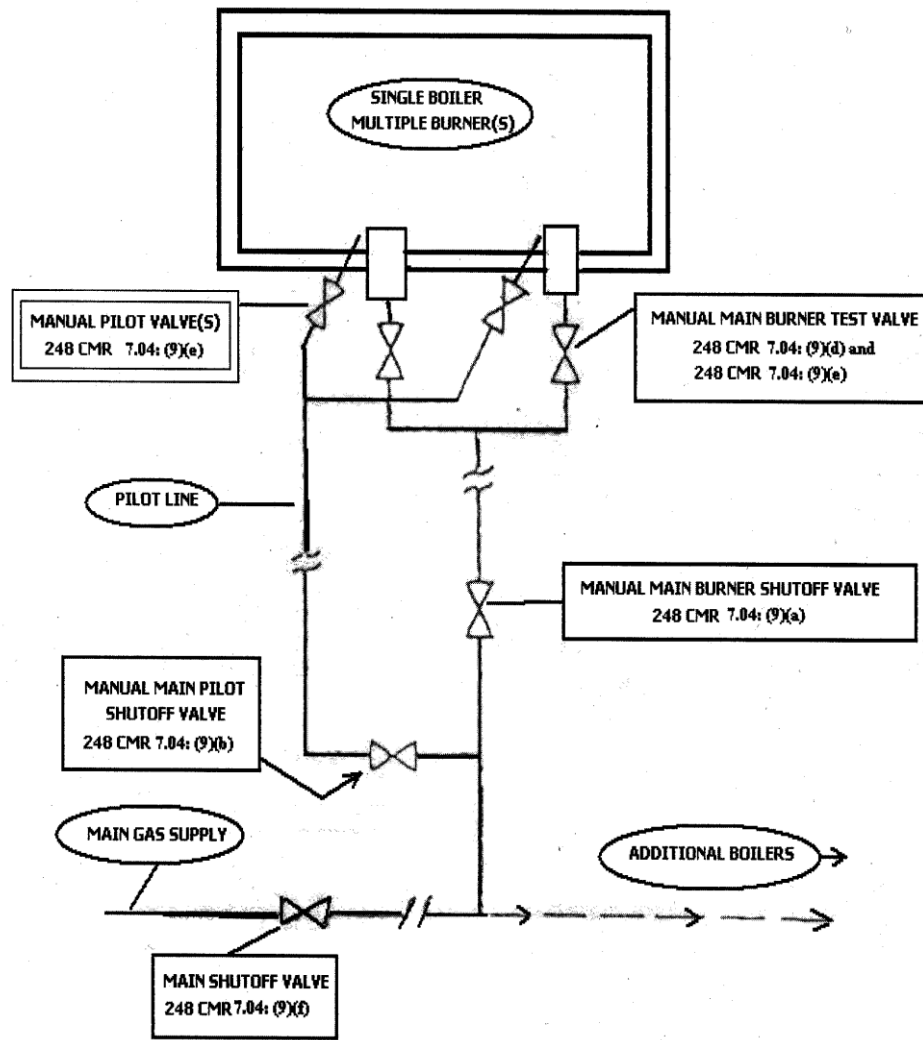 SINGLE BOILER
MULTIPLE BURNER(S)
MANUAL PILOT VALVE(S)
248 CMR 7.04: (9)(e)
MANUAL MAIN BURNER TEST VALVE
248 CMR 7.04: (9)(d) and
248 CMR 7.04: (9)(e)
PILOT LINE
MANUAL MAIN BURNER SHUTOFF VALVE
248 CMR 7.04: (9)(a)
MANUAL MAIN PILOT
SHUTOFF VALVE
248 CMR 7.04: (9)(b)
MAIN GAS SUPPLY
ADDITIONAL BOILERS
MAIN SHUTOFF VALVE
248 CMR 7.04: (9)(f)